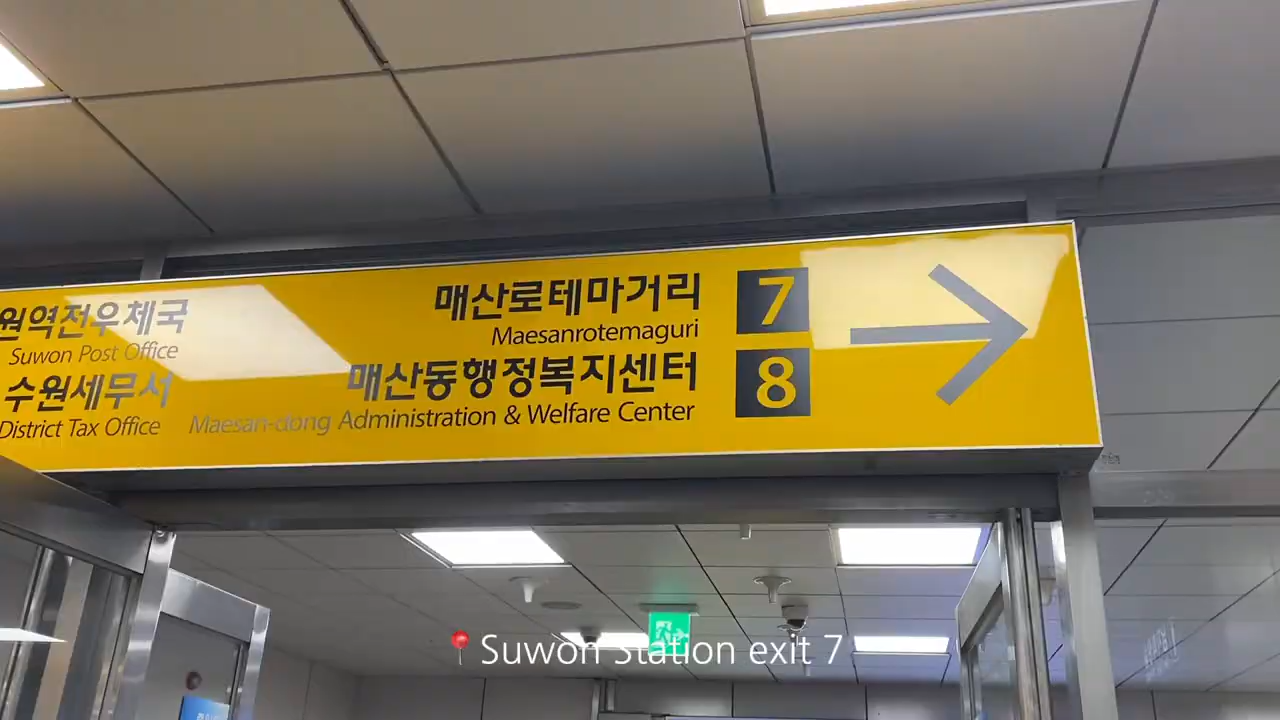 원역전우체국
Suwon Post Office
수원세무서
District Tax Office
매산로테마거리
Maesanrotemaguri
매산동행정복지센터
Maesan-dong Administration & Welfare Center
7
8
Suwon Station exit 7